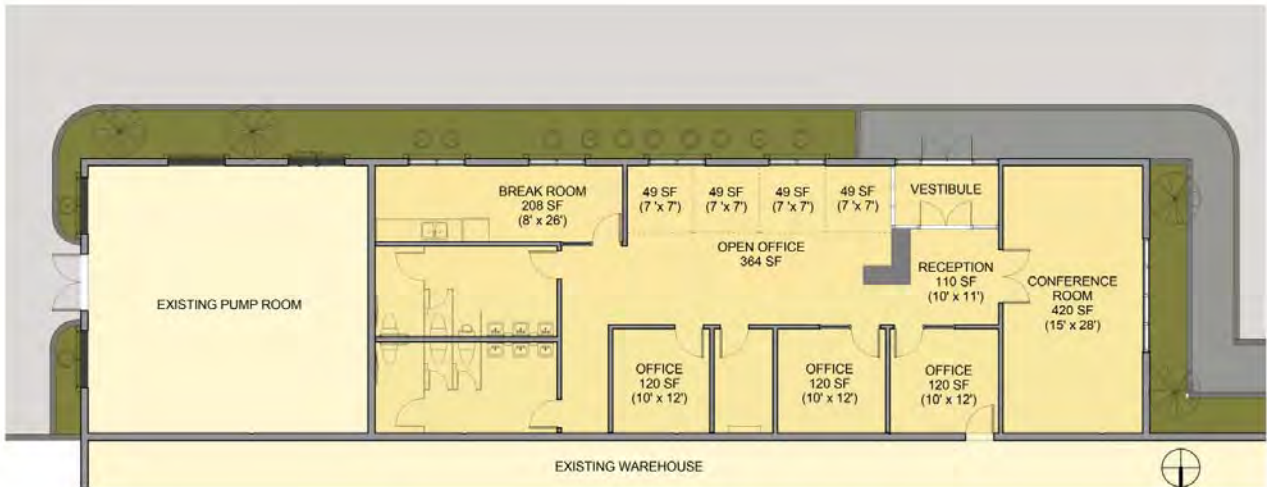 BREAK ROOM
208 SF
(8' x 26')
49 SF
(7 'x 7')
49 SF
(7 'x 7')
49 SF
(7 'x 7')
49 SF
(7 'x 7')
VESTIBULE
OPEN OFFICE
364 SF
RECEPTION
110 SF
(10' x 11')
CONFERENCE
ROOM
420 SF
(15' x 28')
EXISTING PUMP ROOM
OFFICE
120 SF
(10' x 12')
OFFICE
120 SF
(10' x 12')
OFFICE
120 SF
(10' x 12')
EXISTING WAREHOUSE